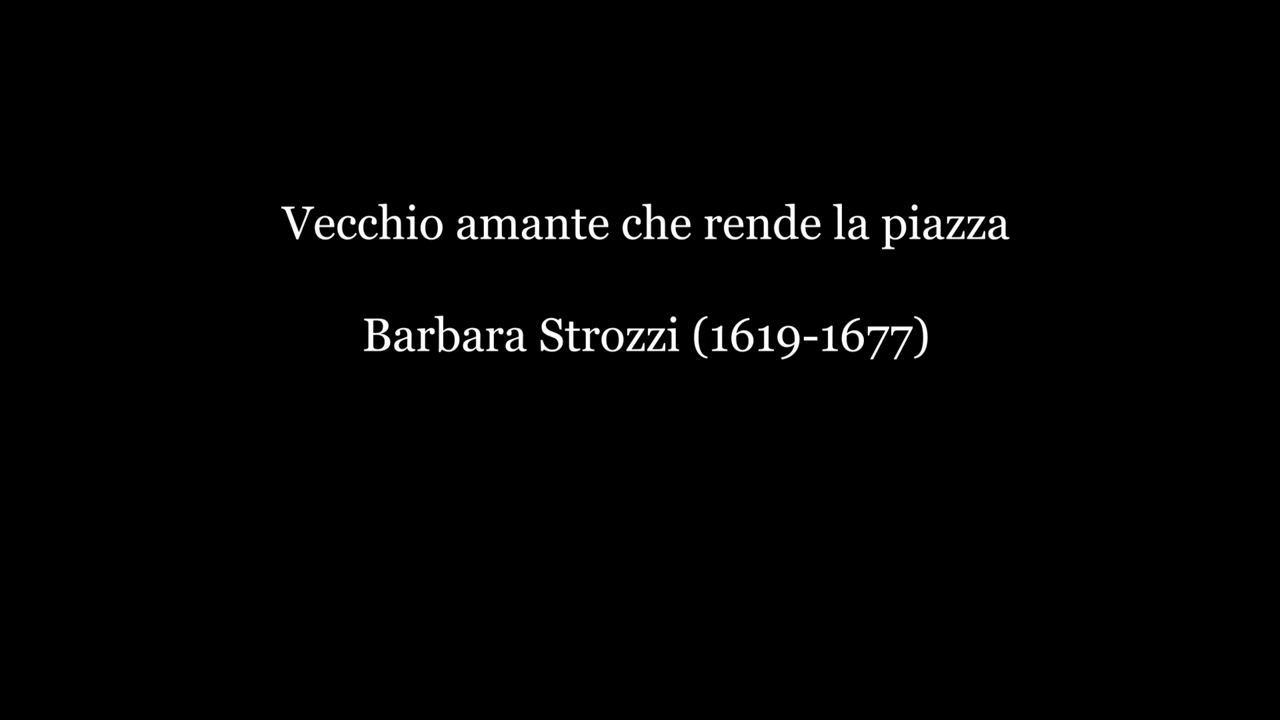 Vecchio amante che rende la piazza
Barbara Strozzi (1619-1677)